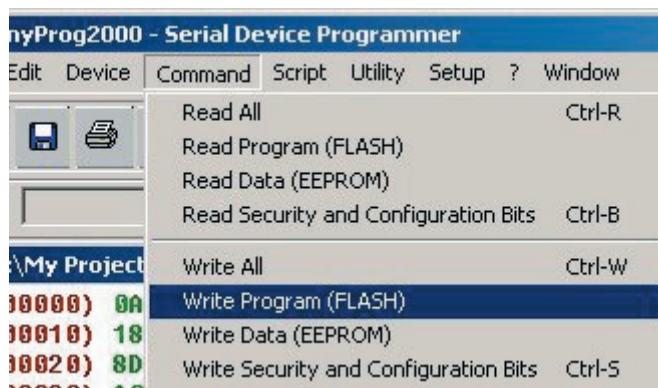 nyProg2000 - Serial Device Programmer
Edit Device Command Script Utility Setup ? Window
Read All Ctrl-R
Read Program (FLASH)
Read Data (EEPROM)
Read Security and Configuration Bits Ctrl-B
:\My Project
Write All Ctrl-W
00000) 0A
Write Program (FLASH)
00010) 18
Write Data (EEPROM)
00020) 8D
Write Security and Configuration Bits Ctrl-S